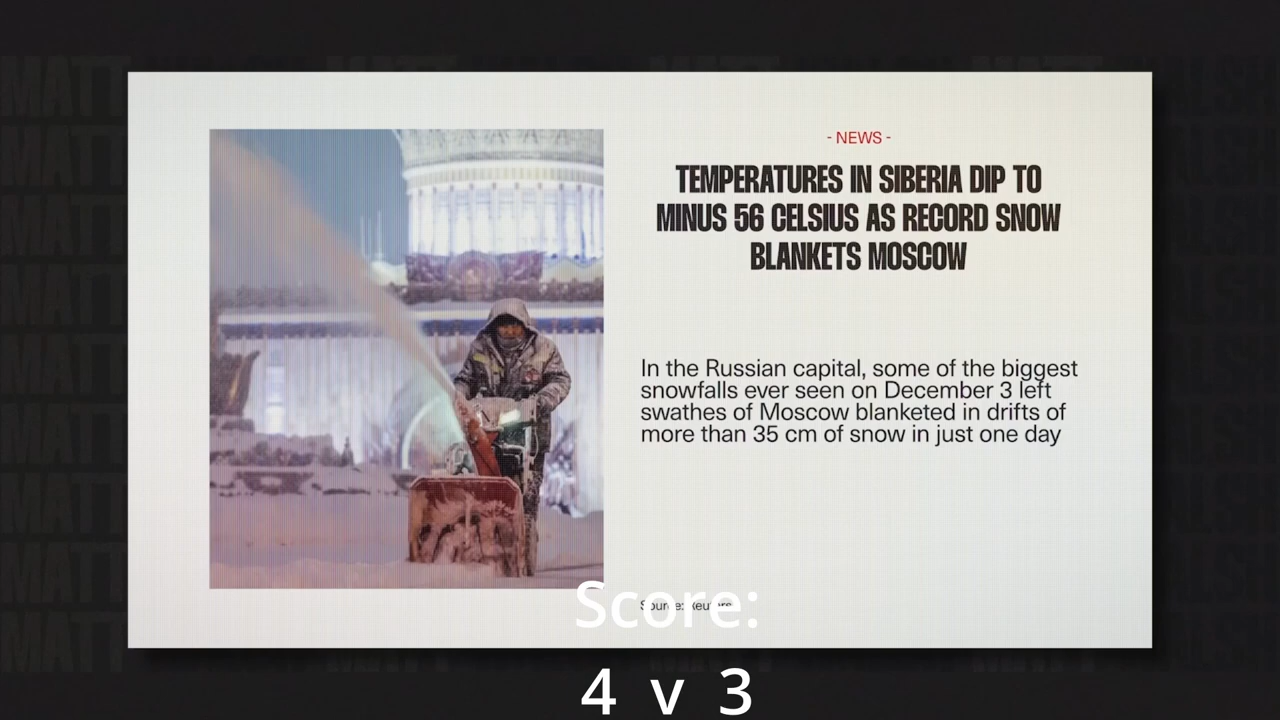 - NEWS -
TEMPERATURES IN SIBERIA DIP TO
MINUS 56 CELSIUS AS RECORD SNOW
BLANKETS MOSCOW
In the Russian capital, some of the biggest
snowfalls ever seen on December 3 left
swathes of Moscow blanketed in drifts of
more than 35 cm of snow in just one day
Source: Reuters
Score:
4 v 3